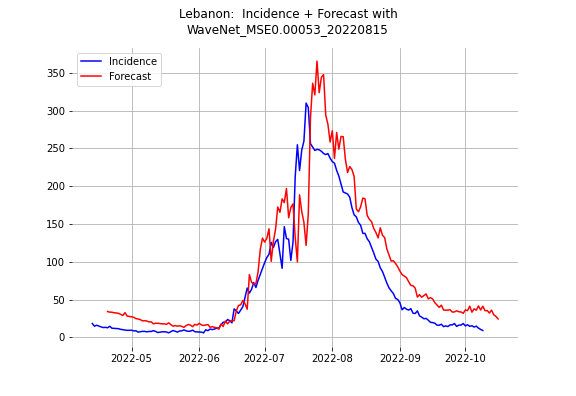 Lebanon:  Incidence + Forecast with
WaveNet_MSE0.00053_20220815
Incidence
Forecast
350
300
250
200
150
100
50
0
2022-05 2022-06 2022-07 2022-08 2022-09 2022-10